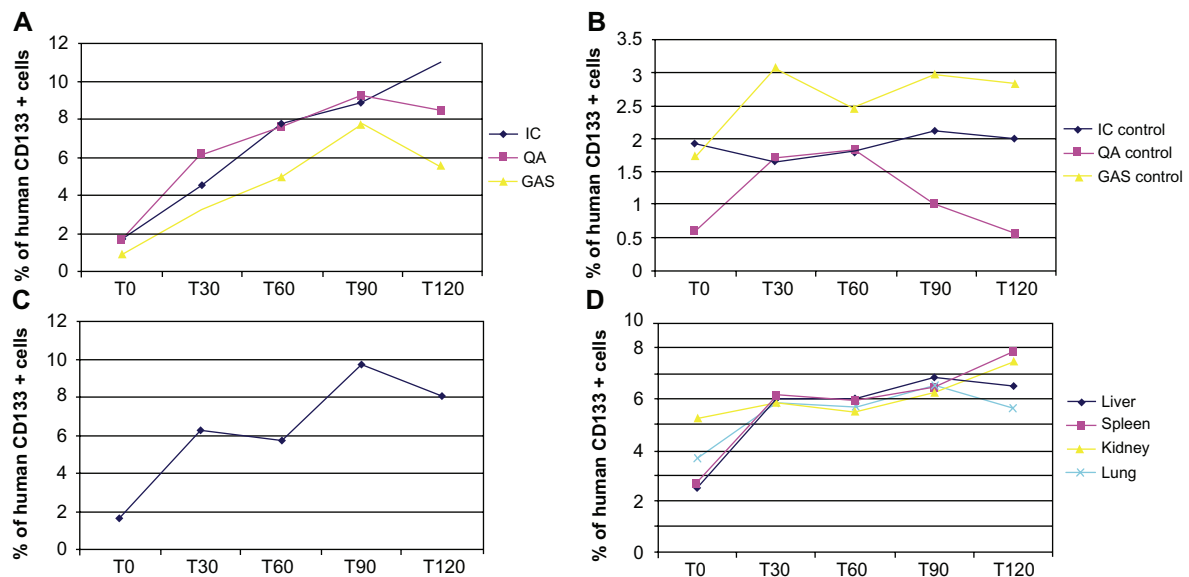 A
% of human CD133 + cells
12
10
8
6
4
2
0
T0 T30 T60 T90 T120
IC
QA
GAS
B
% of human CD133 + cells
3.5
3
2.5
2
1.5
1
0.5
0
T0 T30 T60 T90 T120
IC control
QA control
GAS control
C
% of human CD133 + cells
12
10
8
6
4
2
0
T0 T30 T60 T90 T120
D
% of human CD133 + cells
10
8
6
4
2
0
T0 T30 T60 T90 T120
Liver
Spleen
Kidney
Lung